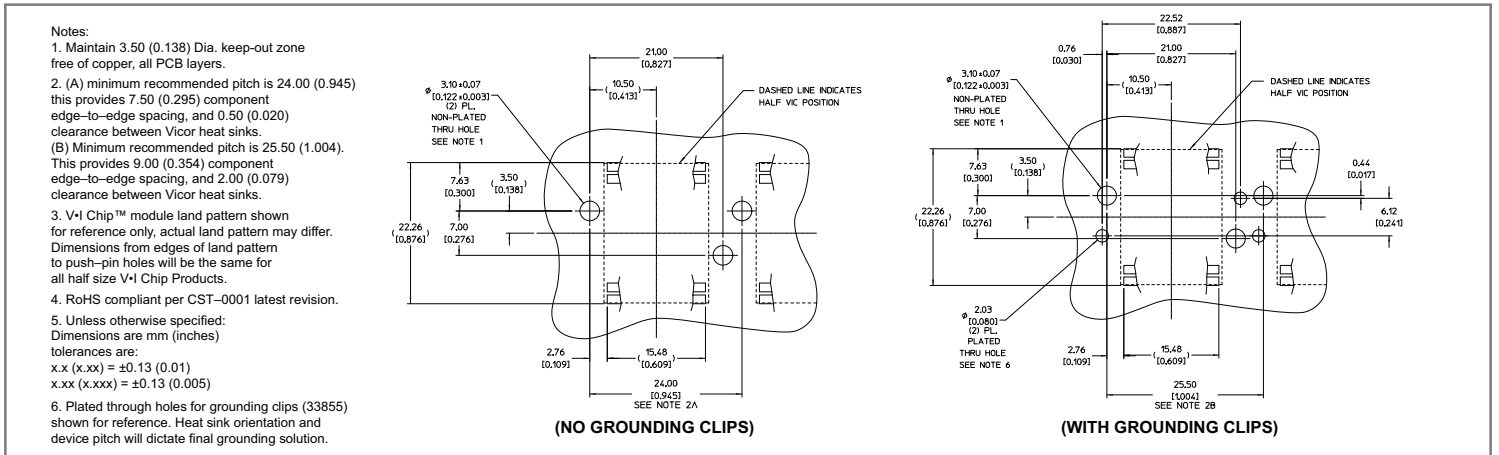 Notes:
1. Maintain 3.50 (0.138) Dia. keep-out zone
free of copper, all PCB layers.
2. (A) minimum recommended pitch is 24.00 (0.945)
this provides 7.50 (0.295) component
edge–to–edge spacing, and 0.50 (0.020)
clearance between Vicor heat sinks.
(B) Minimum recommended pitch is 25.50 (1.004).
This provides 9.00 (0.354) component
edge–to–edge spacing, and 2.00 (0.079)
clearance between Vicor heat sinks.
3. V•I Chip™ module land pattern shown
for reference only, actual land pattern may differ.
Dimensions from edges of land pattern
to push–pin holes will be the same for
all half size V•I Chip Products.
4. RoHS compliant per CST–0001 latest revision.
5. Unless otherwise specified:
Dimensions are mm (inches)
tolerances are:
x.x (x.xx) = ±0.13 (0.01)
x.xx (x.xxx) = ±0.13 (0.005)
6. Plated through holes for grounding clips (33855)
shown for reference. Heat sink orientation and
device pitch will dictate final grounding solution.
21.00
[0.827]
(10.50
[0.413])
ø 3.10±0.07
[0.122±0.003]
(2) PL.
NON-PLATED
THRU HOLE
SEE NOTE 1
DASHED LINE INDICATES
HALF VIC POSITION
7.63
[0.300]
(3.50
[0.138])
(22.26
[0.876])
7.00
[0.276]
2.76
[0.109]
(15.48
[0.609])
24.00
[0.945]
SEE NOTE 2A
(NO GROUNDING CLIPS)
22.52
[0.887]
0.76
[0.030]
21.00
[0.827]
(10.50
[0.413])
ø 3.10±0.07
[0.122±0.003]
NON-PLATED
THRU HOLE
SEE NOTE 1
DASHED LINE INDICATES
HALF VIC POSITION
7.63
[0.300]
(3.50
[0.138])
0.44
[0.017]
(22.26
[0.876])
7.00
[0.276]
6.12
[0.241]
ø 2.03
[0.080]
(2) PL.
PLATED
THRU HOLE
SEE NOTE 6
2.76
[0.109]
(15.48
[0.609])
25.50
[1.004]
SEE NOTE 2B
(WITH GROUNDING CLIPS)